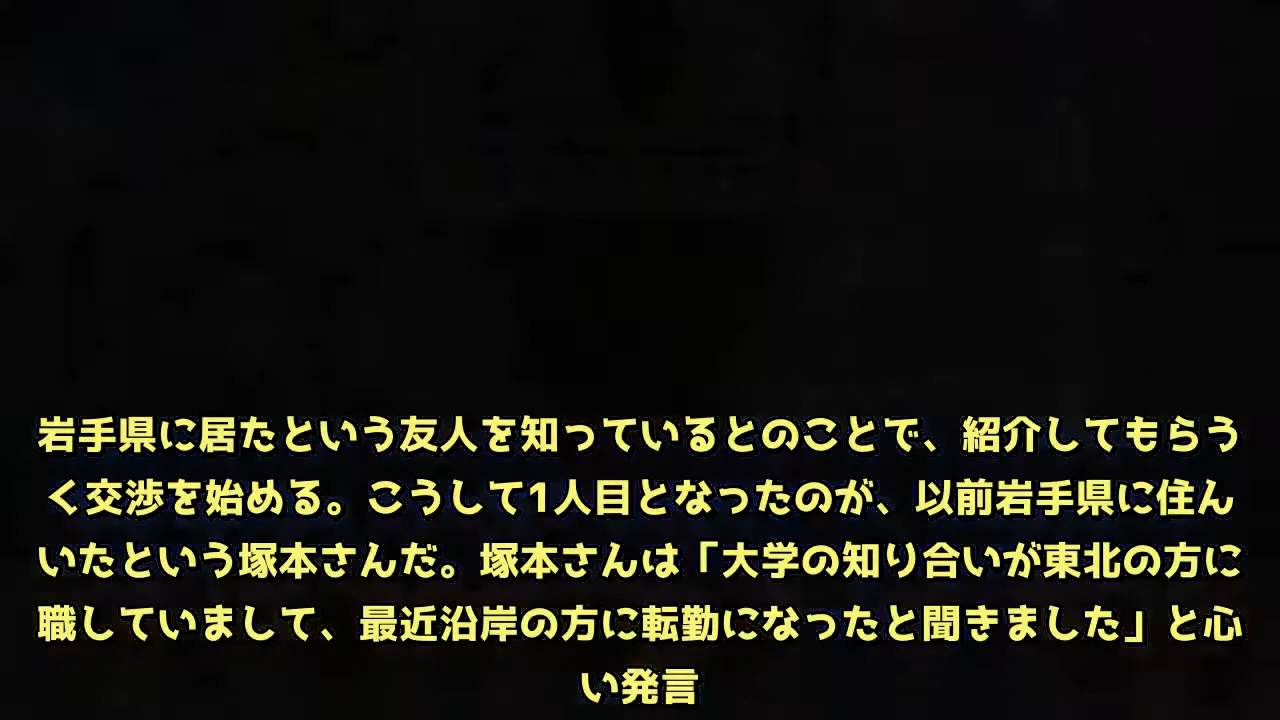 岩手県に居たという友人を知っているとのことで、紹介してもらう
く交渉を始める。こうして1人目となったのが、以前岩手県に住ん
いたという塚本さんだ。塚本さんは「大学の知り合いが東北の方に
職していまして、最近沿岸の方に転勤になったと聞きました」と心
い発言